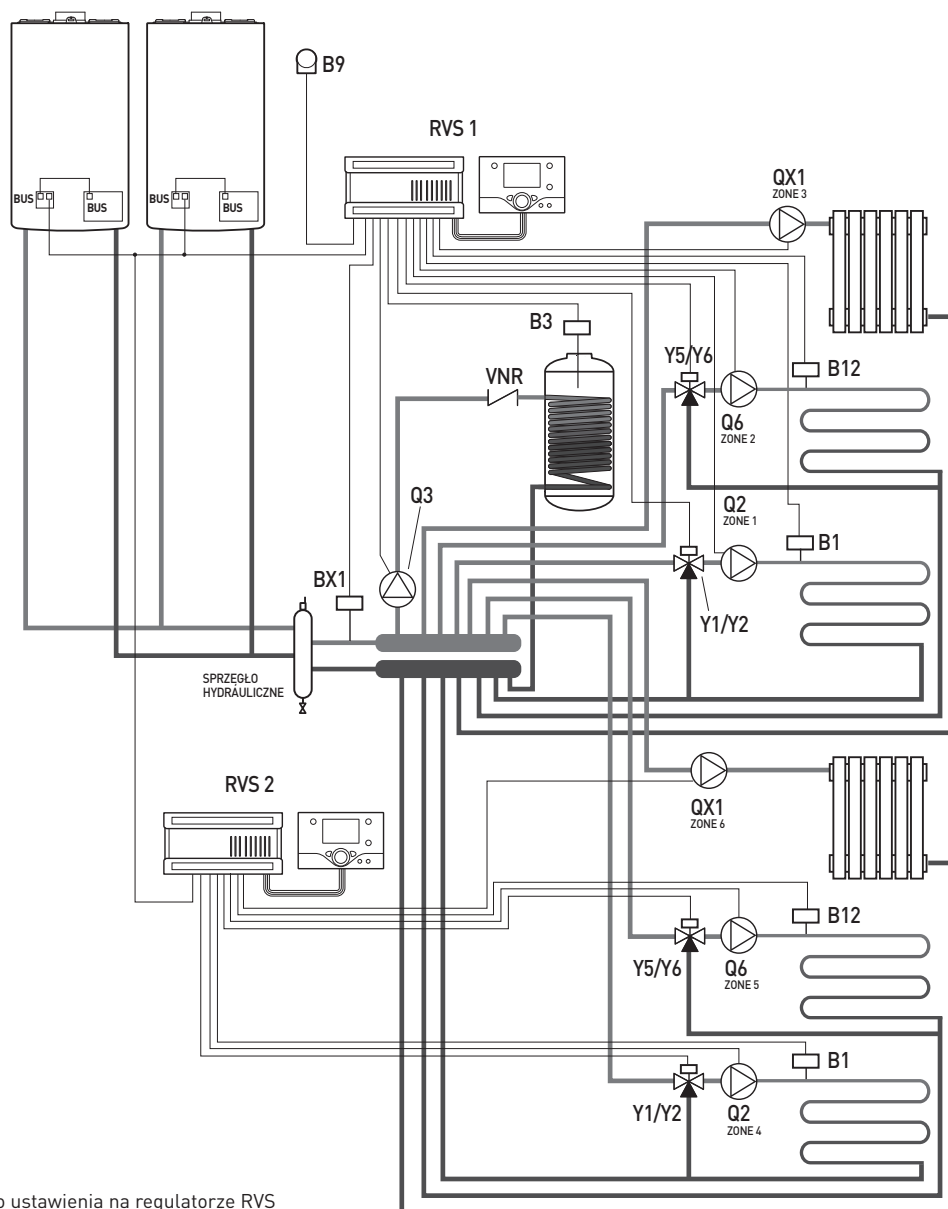 B9
RVS 1
BUS
BUS
BUS
BUS
QX1
ZONE 3
B3
Y5/Y6
B12
VNR
Q6
ZONE 2
Q3
Q2
ZONE 1
B1
BX1
Y1/Y2
SPRZĘGŁO
HYDRAULICZNE
RVS 2
QX1
ZONE 6
B12
Y5/Y6
Q6
ZONE 5
B1
Y1/Y2
Q2
ZONE 4
o ustawienia na regulatorze RVS